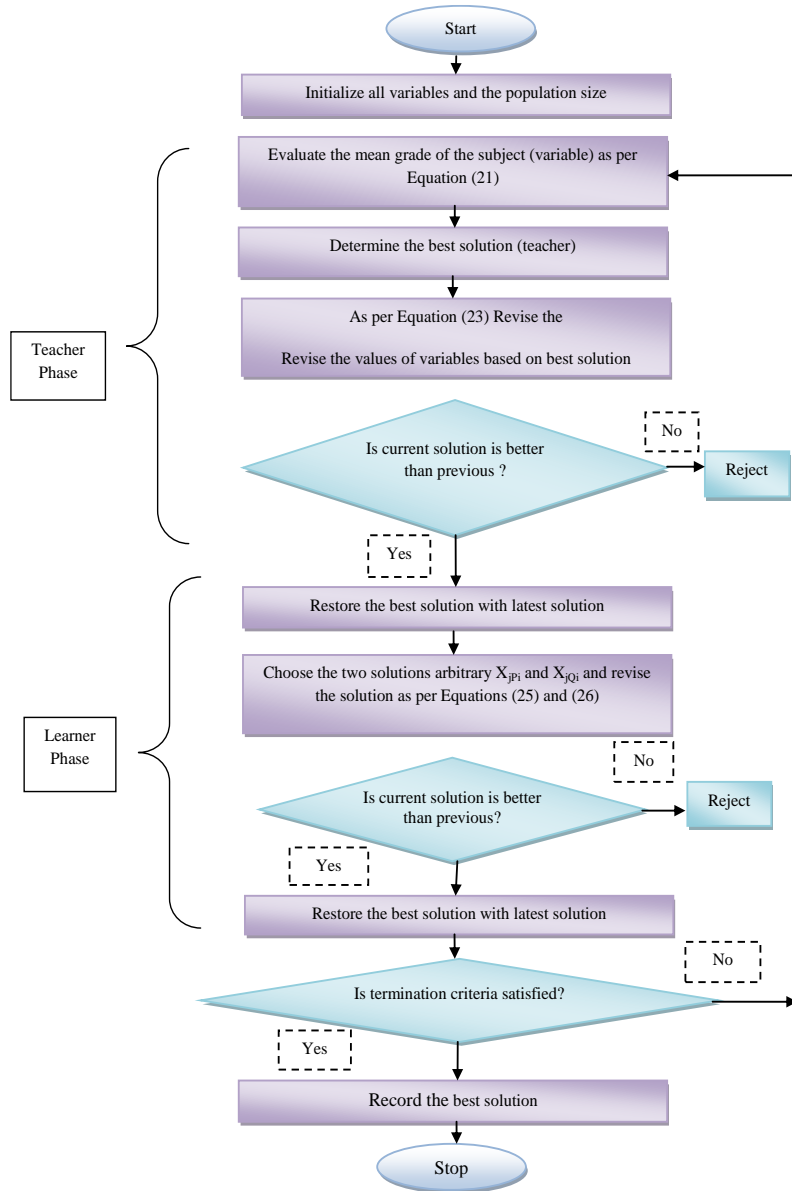 Start
Initialize all variables and the population size
Evaluate the mean grade of the subject (variable) as per
Equation (21)
Determine the best solution (teacher)
As per Equation (23) Revise the
Revise the values of variables based on best solution
Teacher
Phase
No
Is current solution is better
than previous ?
Reject
Yes
Restore the best solution with latest solution
Choose the two solutions arbitrary XjPi and XjQi and revise
the solution as per Equations (25) and (26)
Learner
Phase
No
Is current solution is better
than previous?
Reject
Yes
Restore the best solution with latest solution
No
Is termination criteria satisfied?
Yes
Record the best solution
Stop